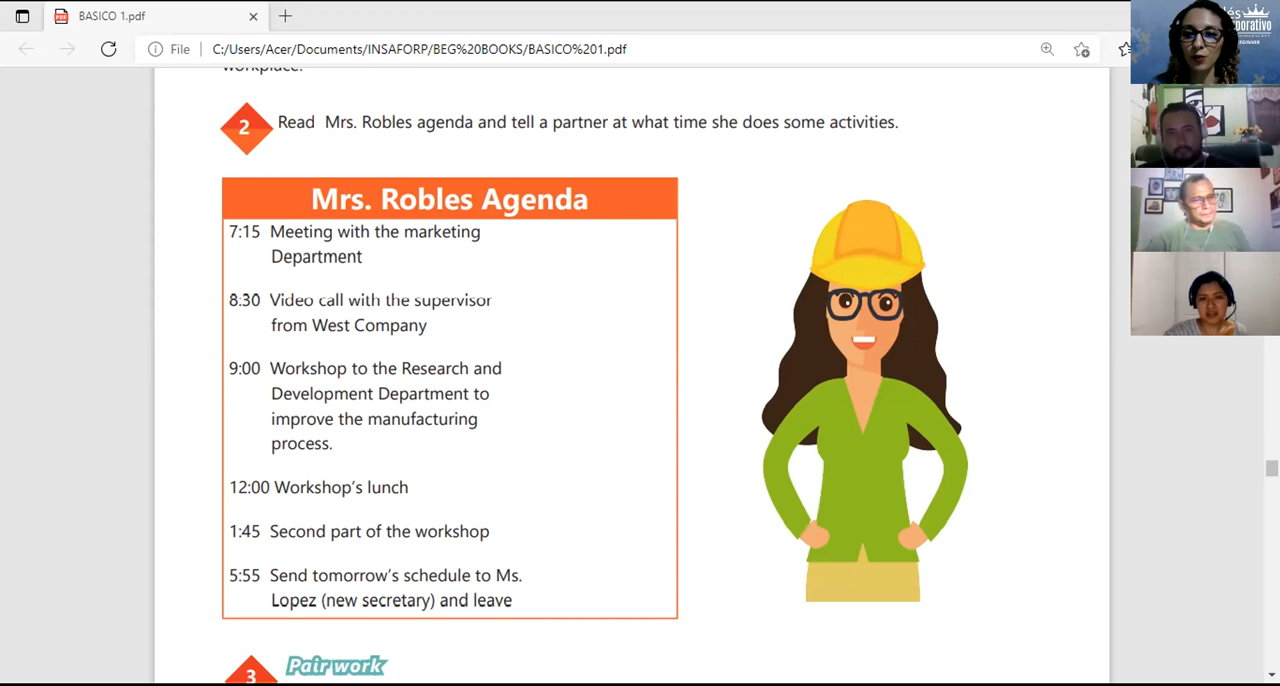 BASICO 1.pdf
File C:/Users/Acer/Documents/INSAFORP/BEG%20BOOKS/BASICO%201.pdf
workplace.
2 Read Mrs. Robles agenda and tell a partner at what time she does some activities.
Mrs. Robles Agenda
7:15 Meeting with the marketing
Department
8:30 Video call with the supervisor
from West Company
9:00 Workshop to the Research and
Development Department to
improve the manufacturing
process.
12:00 Workshop's lunch
1:45 Second part of the workshop
5:55 Send tomorrow's schedule to Ms.
Lopez (new secretary) and leave
3 Pair work